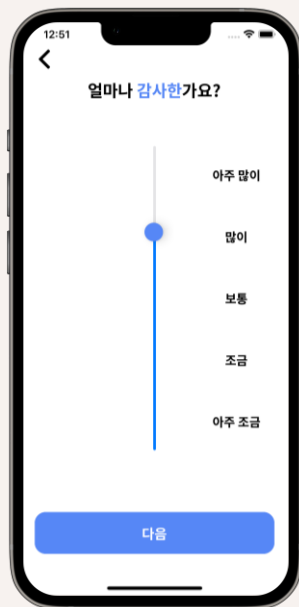 12:51
얼마나 감사한가요?
아주 많이
많이
보통
조금
아주 조금
다음